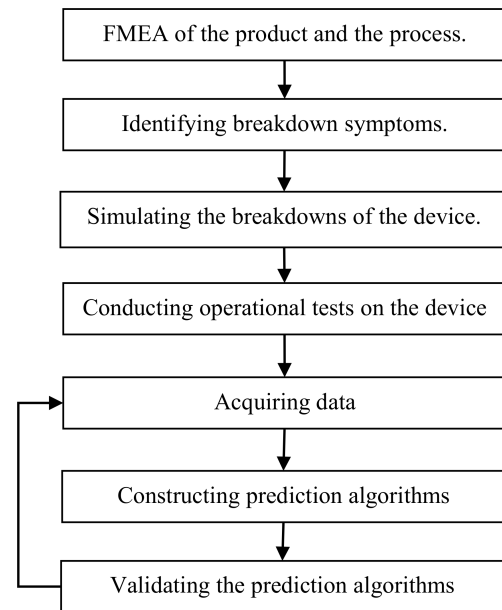 FMEA of the product and the process.
Identifying breakdown symptoms.
Simulating the breakdowns of the device.
Conducting operational tests on the device
Acquiring data
Constructing prediction algorithms
Validating the prediction algorithms